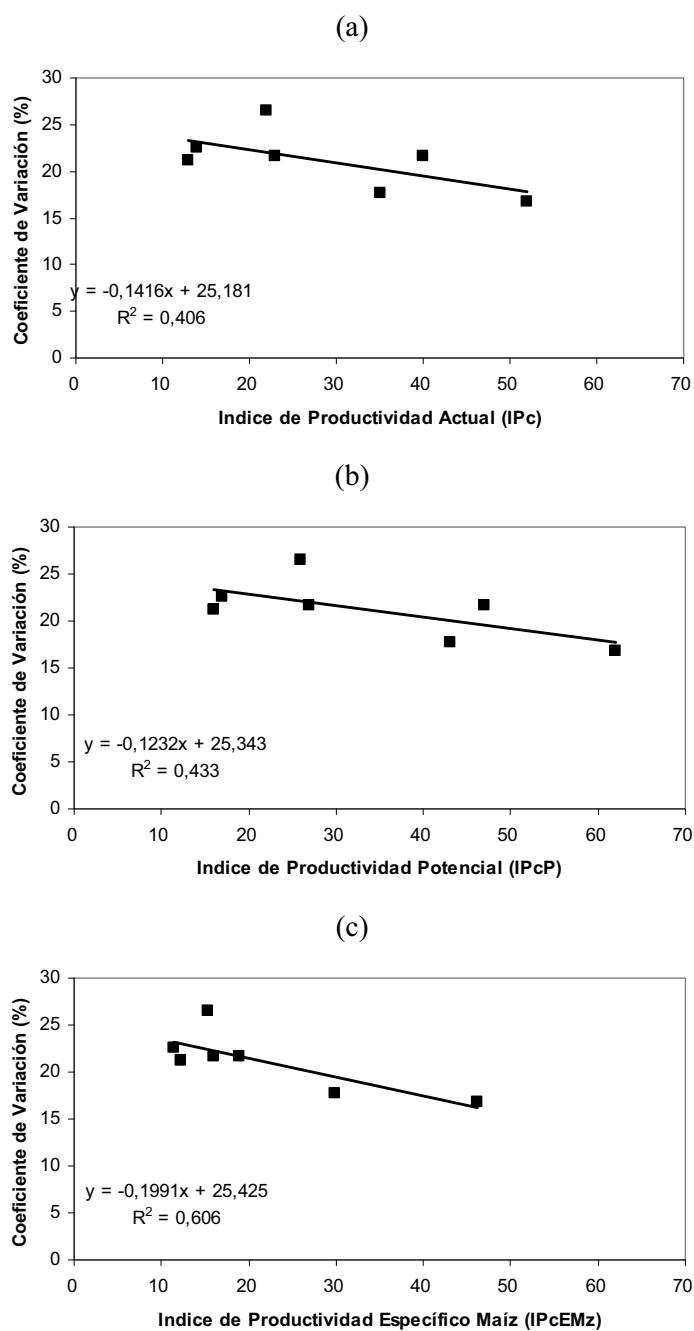 (a)
30
25
20
15
10
5
0
Coeficiente de Variación (%)
y = -0,1416x + 25,181
R² = 0,406
0 10 20 30 40 50 60 70
Indice de Productividad Actual (IPc)
(b)
30
25
20
15
10
5
0
Coeficiente de Variación (%)
y = -0,1232x + 25,343
R² = 0,433
0 10 20 30 40 50 60 70
Indice de Productividad Potencial (IPcP)
(c)
30
25
20
15
10
5
0
Coeficiente de Variación (%)
y = -0,1991x + 25,425
R² = 0,606
0 10 20 30 40 50 60 70
Indice de Productividad Específico Maíz (IPcEMz)